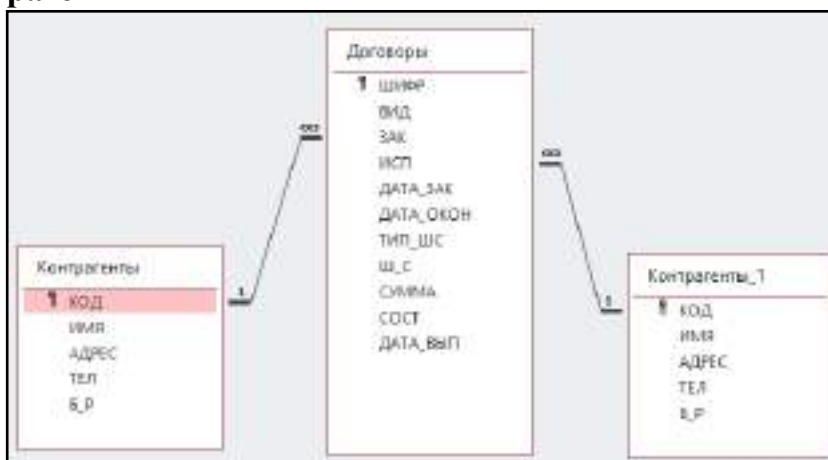 Договоры
ШИФР
ВИД
ЗАК
ИСП
ДАТА_ЗАК
ДАТА_ОКОН
ТИП_ШС
Ш_С
СУММА
СОСТ
ДАТА_ВЫП
∞
∞
1
1
Контрагенты
КОД
ИМЯ
АДРЕС
ТЕЛ
Б_Р
Контрагенты_1
КОД
ИМЯ
АДРЕС
ТЕЛ
Б_Р